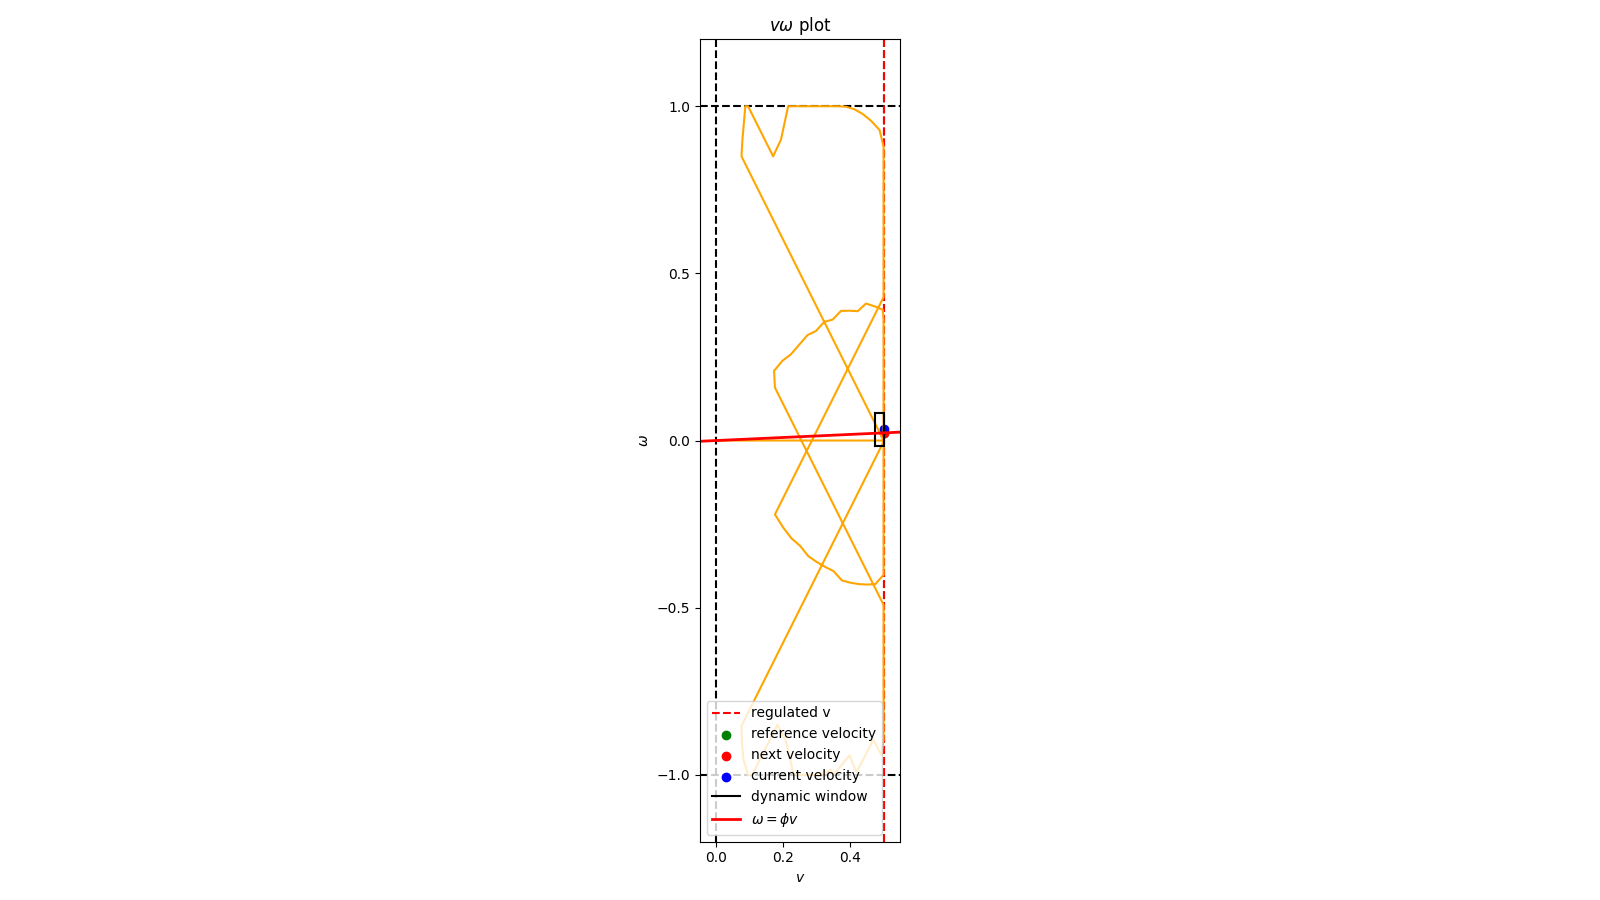 vω plot
1.0
0.5
0.0
−0.5
−1.0
ω
regulated v
reference velocity
next velocity
current velocity
dynamic window
ω = ϕv
0.0 0.2 0.4
v